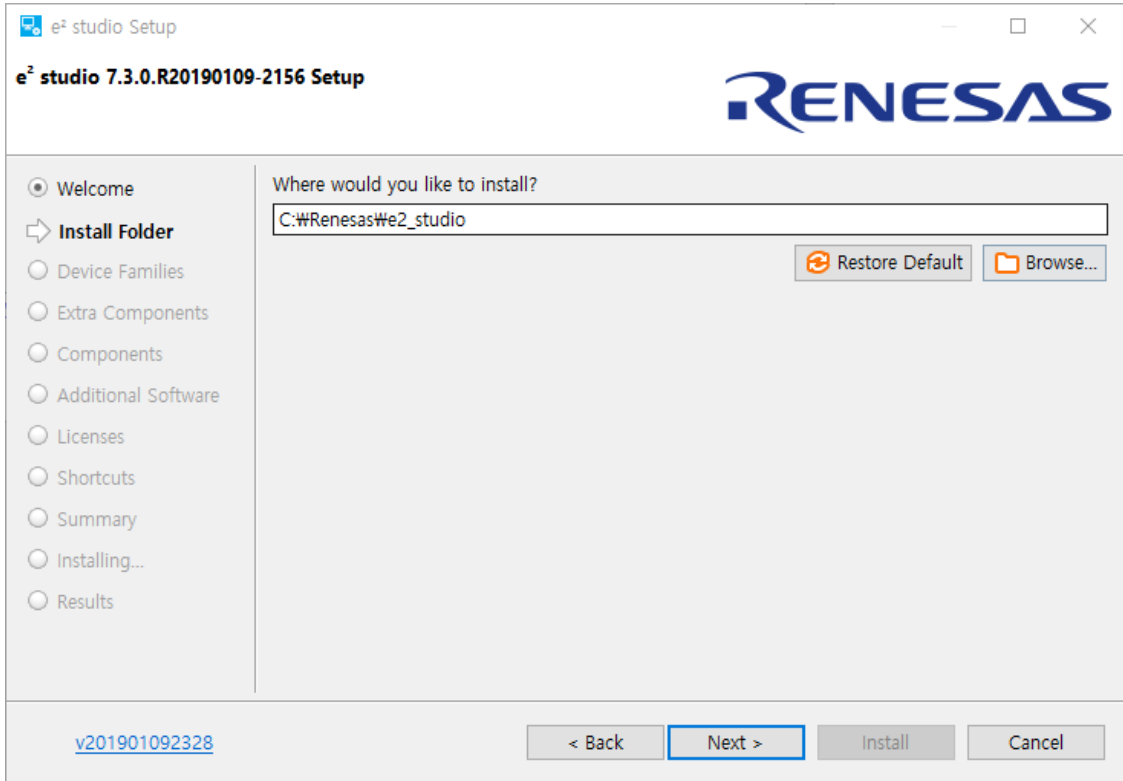 e² studio Setup
e² studio 7.3.0.R20190109-2156 Setup
RENESAS
Welcome
Install Folder
Device Families
Extra Components
Components
Additional Software
Licenses
Shortcuts
Summary
Installing...
Results
Where would you like to install?
C:₩Renesas₩e2_studio
Restore Default
Browse...
v201901092328
< Back
Next >
Install
Cancel